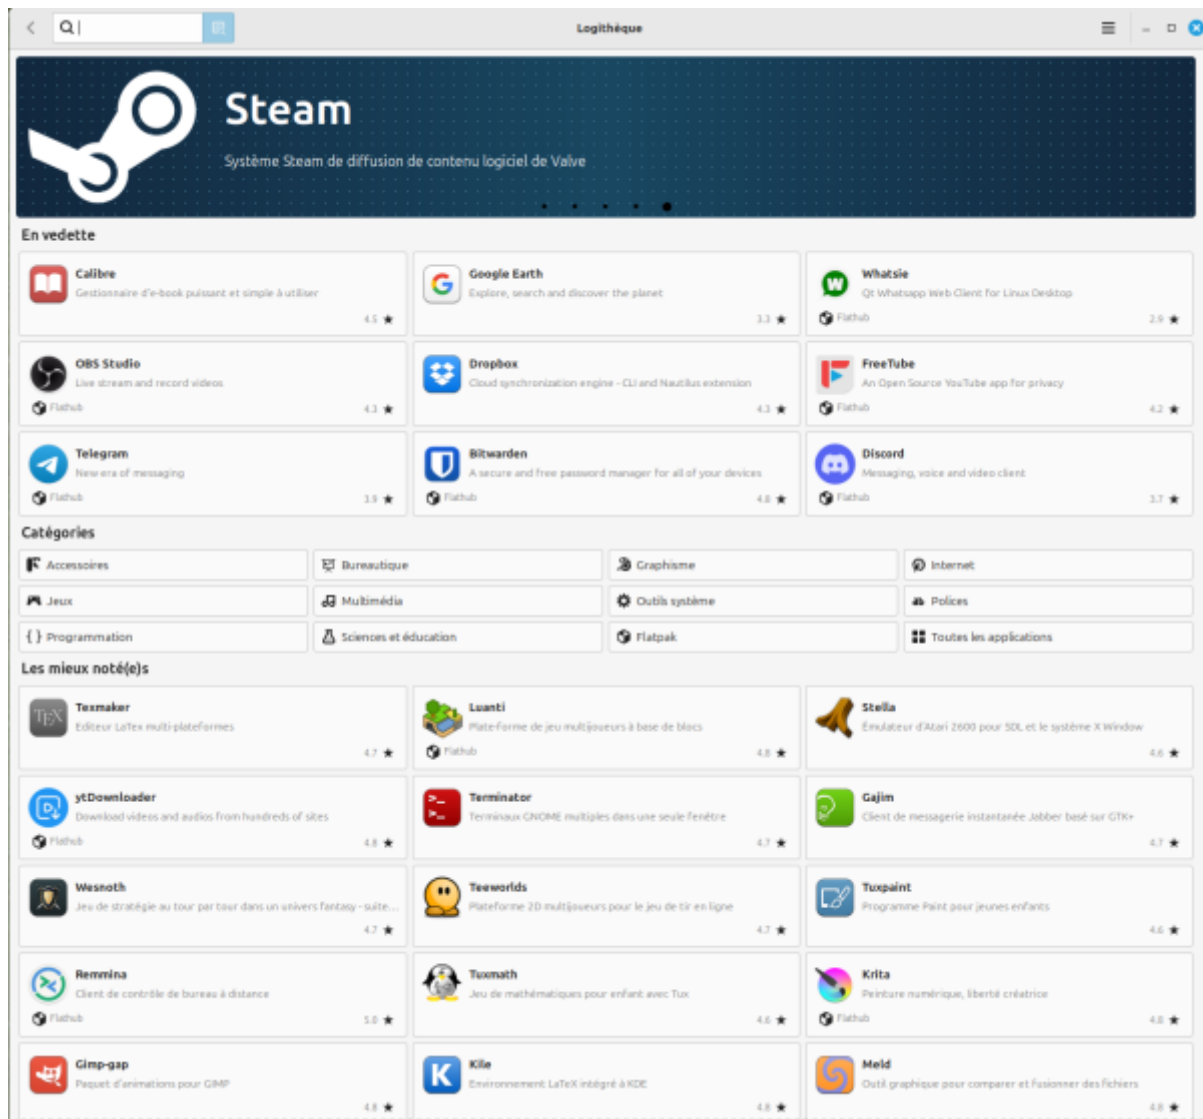 Logithèque
Steam
Système Steam de diffusion de contenu logiciel de Valve
En vedette
Calibre
Gestionnaire d'e-book puissant et simple à utiliser
4.5 ★
Google Earth
Explore, search and discover the planet
3.3 ★
Whatsie
Qt Whatsapp Web Client for Linux Desktop
Flathub 2.9 ★
OBS Studio
Live stream and record videos
Flathub 4.3 ★
Dropbox
Cloud synchronization engine - CLI and Nautilus extension
4.3 ★
FreeTube
An Open Source YouTube app for privacy
Flathub 4.2 ★
Telegram
New era of messaging
Flathub 3.9 ★
Bitwarden
A secure and free password manager for all of your devices
Flathub 4.8 ★
Discord
Messaging, voice and video client
Flathub 3.7 ★
Catégories
Accessoires
Bureautique
Graphisme
Internet
Jeux
Multimédia
Outils système
Polices
Programmation
Sciences et éducation
Flatpak
Toutes les applications
Les mieux noté(e)s
TEX
Texmaker
Editeur LaTex multi-plateformes
4.7 ★
Luanti
Plate-forme de jeu multijoueurs à base de blocs
Flathub 4.8 ★
Stella
Émulateur d'Atari 2600 pour SDL et le système X Window
4.6 ★
ytDownloader
Download videos and audios from hundreds of sites
Flathub 4.8 ★
Terminator
Terminaux GNOME multiples dans une seule fenêtre
4.7 ★
Gajim
Client de messagerie instantanée Jabber basé sur GTK+
4.7 ★
Wesnoth
Jeu de stratégie au tour par tour dans un univers fantasy - suite...
4.7 ★
Teeworlds
Plateforme 2D multijoueurs pour le jeu de tir en ligne
4.7 ★
Tuxpaint
Programme Paint pour jeunes enfants
4.6 ★
Remmina
Client de contrôle de bureau à distance
Flathub 5.0 ★
Tuxmath
Jeu de mathématiques pour enfant avec Tux
4.6 ★
Krita
Peinture numérique, liberté créatrice
Flathub 4.8 ★
Gimp-gap
Paquet d'animations pour GIMP
4.8 ★
K
Kile
Environnement LaTeX intégré à KDE
4.8 ★
Meld
Outil graphique pour comparer et fusionner des fichiers
4.8 ★